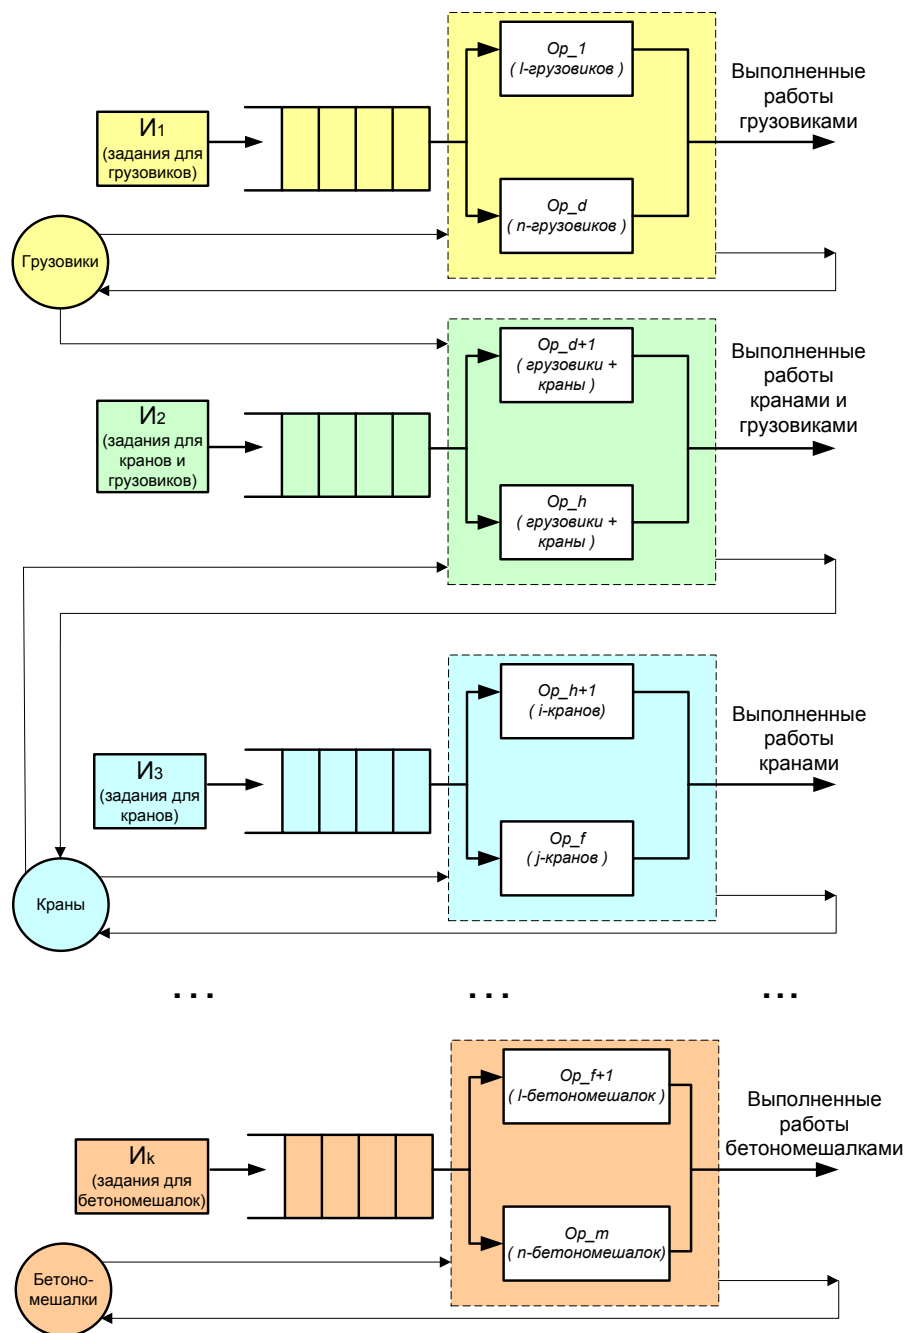 Op_1
( l-грузовиков )
Выполненные
работы
грузовиками
И1
(задания для
грузовиков)
Op_d
( n-грузовиков )
Грузовики
Op_d+1
( грузовики +
краны )
Выполненные
работы
кранами и
грузовиками
И2
(задания для
кранов и
грузовиков)
Op_h
( грузовики +
краны )
Op_h+1
( i-кранов)
Выполненные
работы
кранами
И3
(задания для
кранов)
Op_f
( j-кранов )
Краны
... ... ...
Op_f+1
( l-бетономешалок )
Выполненные
работы
бетономешалками
Иk
(задания для
бетономешалок)
Op_m
( n-бетономешалок)
Бетоно-
мешалки